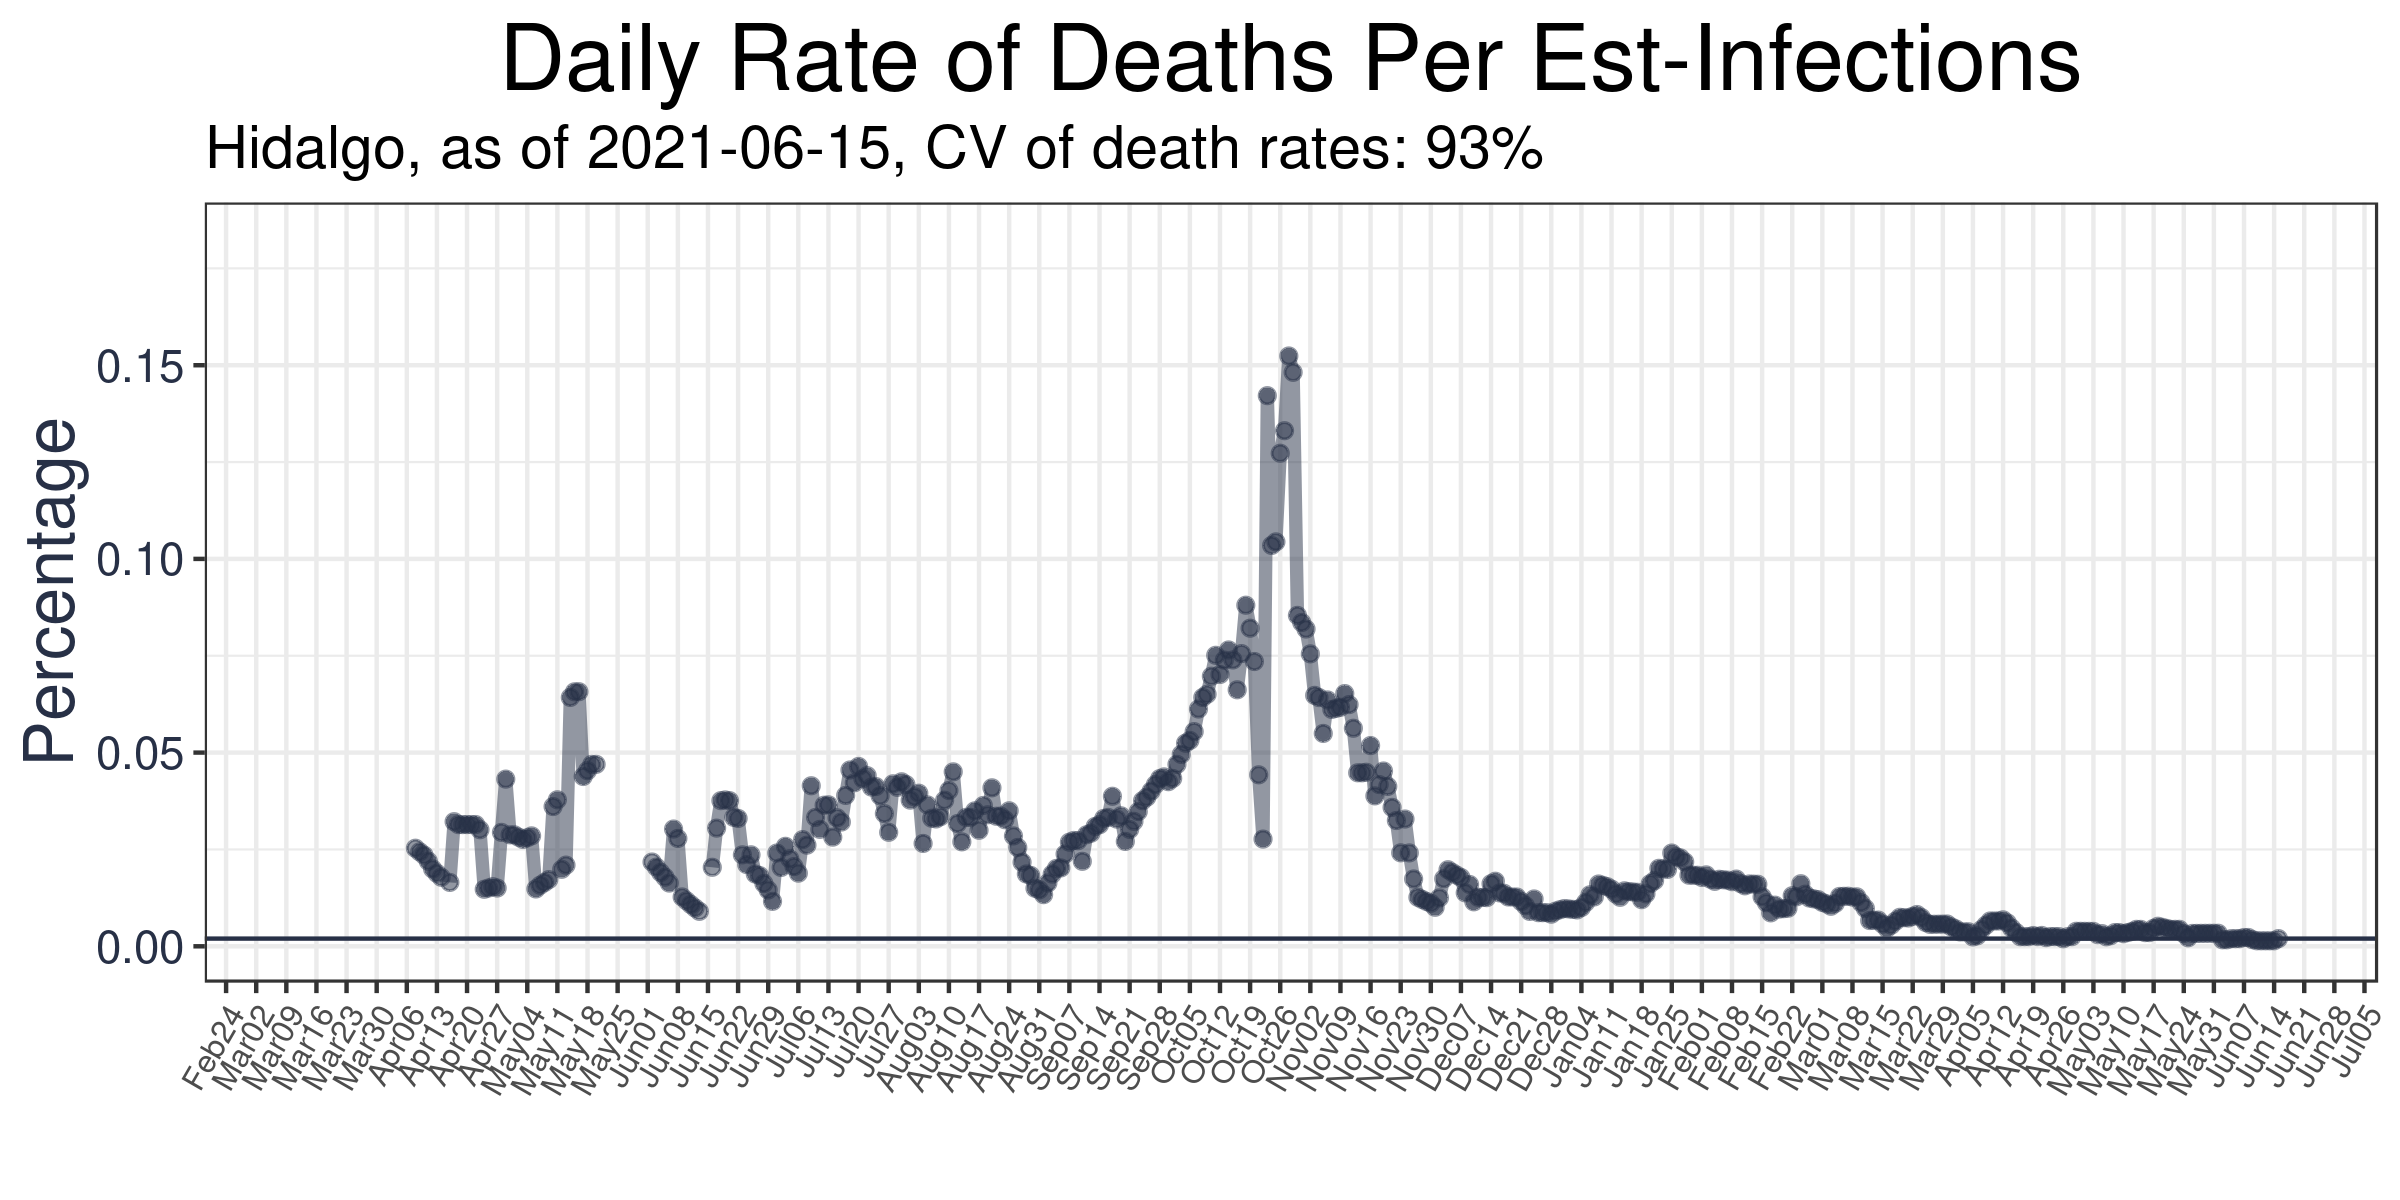 Daily Rate of Deaths Per Est-Infections
Hidalgo, as of 2021-06-15, CV of death rates: 93%
Percentage
0.15
0.10
0.05
0.00
Feb24
Mar02
Mar09
Mar16
Mar23
Mar30
Apr06
Apr13
Apr20
Apr27
May04
May11
May18
May25
Jun01
Jun08
Jun15
Jun22
Jun29
Jul06
Jul13
Jul20
Jul27
Aug03
Aug10
Aug17
Aug24
Aug31
Sep07
Sep14
Sep21
Sep28
Oct05
Oct12
Oct19
Oct26
Nov02
Nov09
Nov16
Nov23
Nov30
Dec07
Dec14
Dec21
Dec28
Jan04
Jan11
Jan18
Jan25
Feb01
Feb08
Feb15
Feb22
Mar01
Mar08
Mar15
Mar22
Mar29
Apr05
Apr12
Apr19
Apr26
May03
May10
May17
May24
May31
Jun07
Jun14
Jun21
Jun28
Jul05